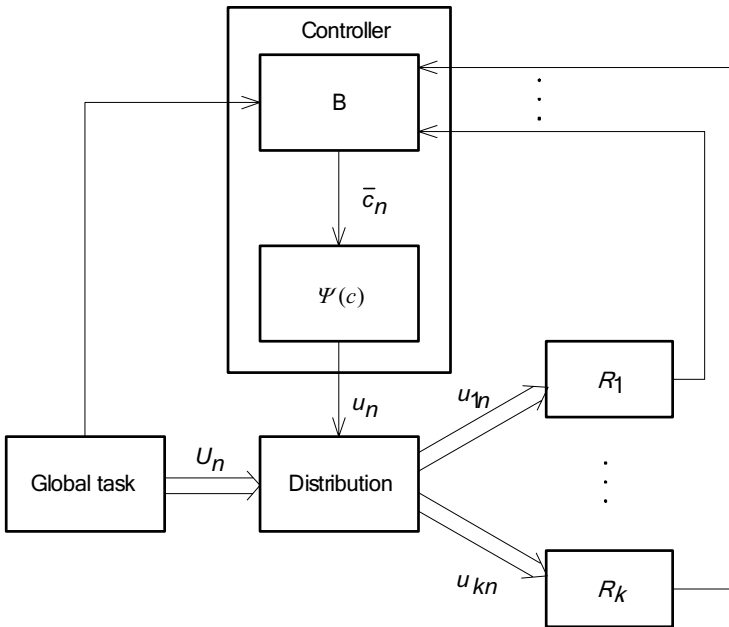 Controller
B
c̄n
Ψ(c)
un
u1n
R1
Un
Global task
Distribution
ukn
Rk